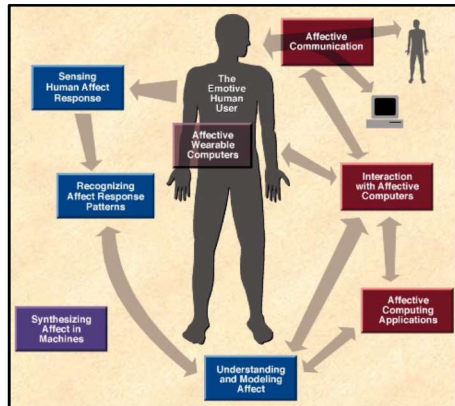 Affective
Communication
Sensing
Human Affect
Response
The
Emotive
Human
User
Affective
Wearable
Computers
Recognizing
Affect Response
Patterns
Interaction
with Affective
Computers
Synthesizing
Affect in
Machines
Affective
Computing
Applications
Understanding
and Modeling
Affect